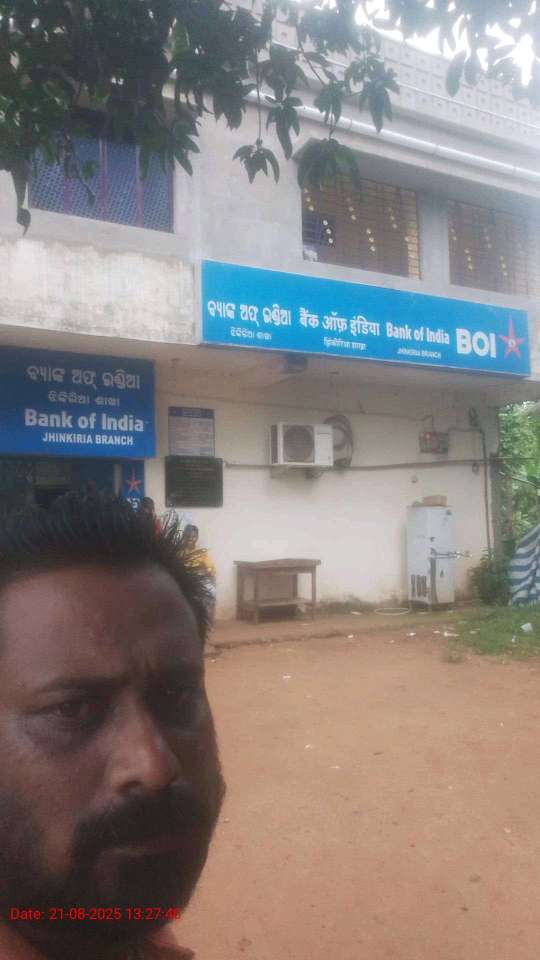 ବ୍ୟାଙ୍କ ଅଫ୍ ଇଣ୍ଡିଆ बैंक ऑफ़ इंडिया Bank of India BOI
ଝିଙ୍କିରିଆ ଶାଖା झिंकीरिया शाखा JHINKIRIA BRANCH
ବ୍ୟାଙ୍କ ଅଫ୍ ଇଣ୍ଡିଆ
ଝିଙ୍କିରିଆ ଶାଖା
Bank of India
JHINKIRIA BRANCH
Date: 21-08-2025 13:27:46